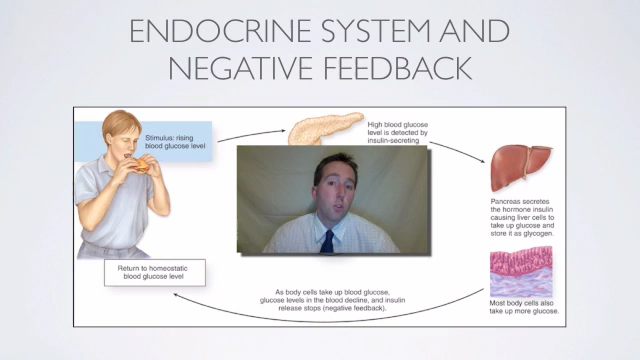 ENDOCRINE SYSTEM AND
NEGATIVE FEEDBACK
Stimulus: rising
blood glucose level
High blood glucose
level is detected by
insulin-secreting
Pancreas secretes
the hormone insulin
causing liver cells to
take up glucose and
store it as glycogen.
Most body cells also
take up more glucose.
As body cells take up blood glucose,
glucose levels in the blood decline, and insulin
release stops (negative feedback).
Return to homeostatic
blood glucose level